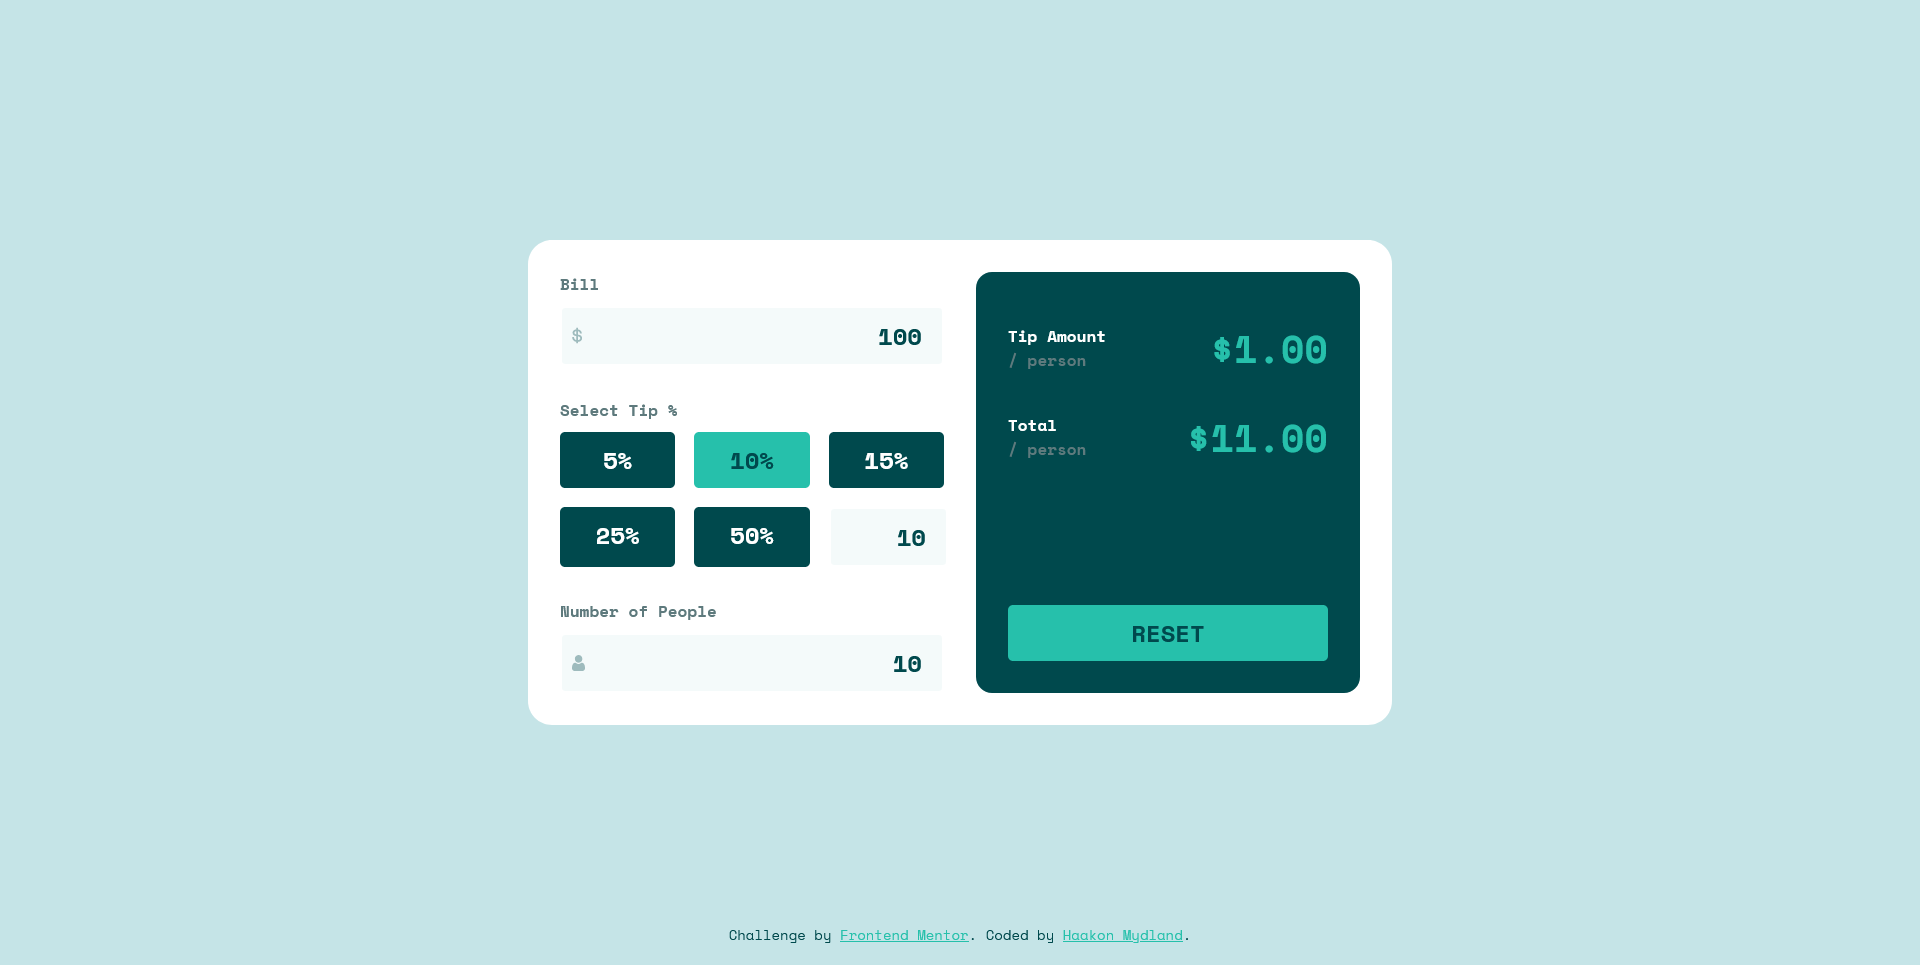 Bill
$ 100
Select Tip %
5% 10% 15%
25% 50% 10
Number of People
10
Tip Amount
/ person
$1.00
Total
/ person
$11.00
RESET
Challenge by Frontend Mentor. Coded by Haakon Mydland.